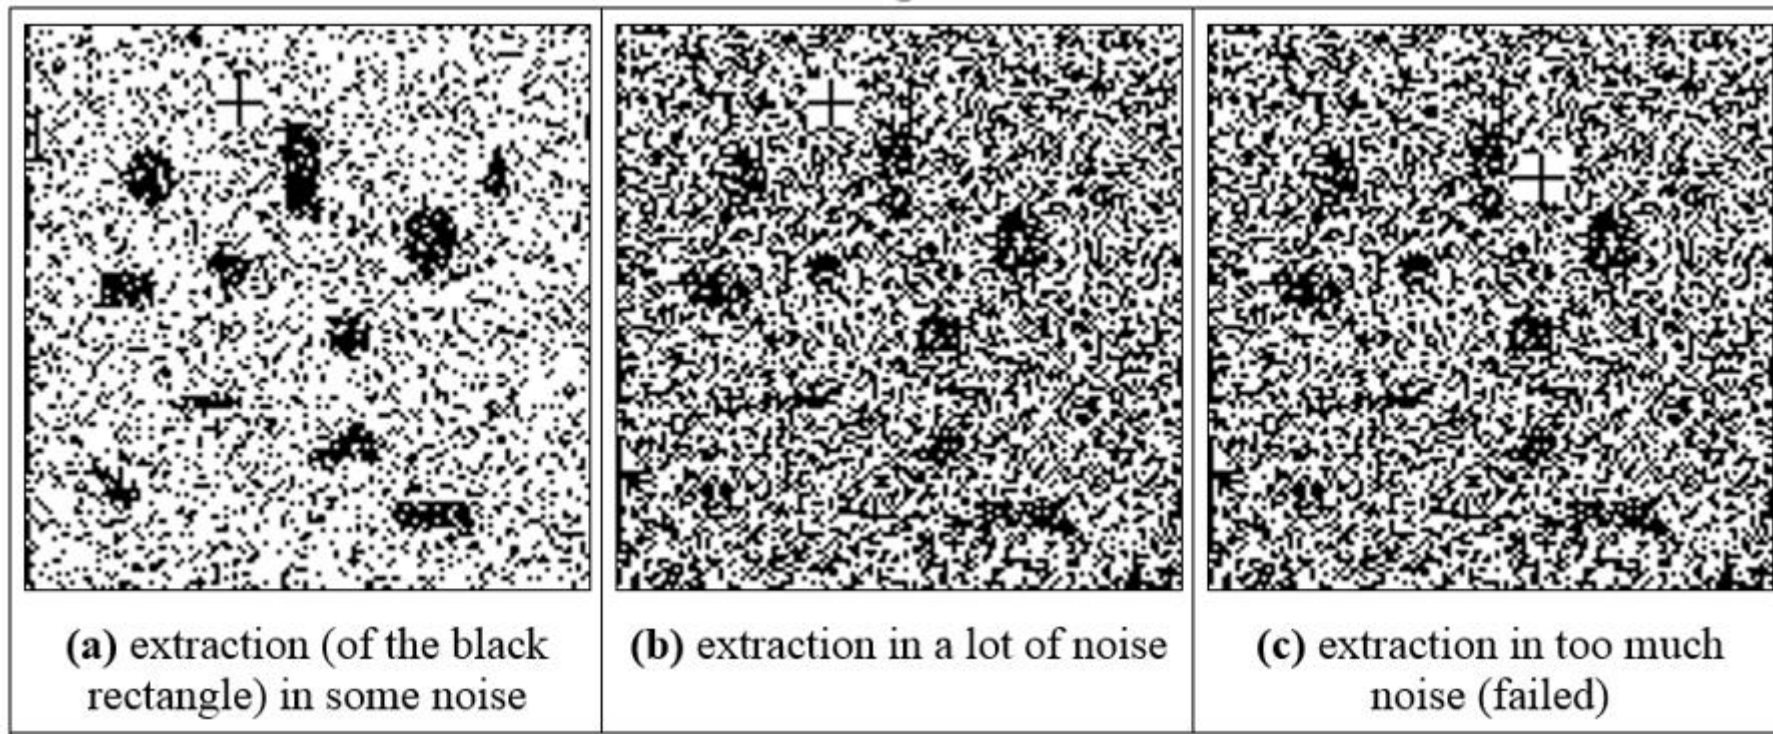 (a) extraction (of the black
rectangle) in some noise
(b) extraction in a lot of noise
(c) extraction in too much
noise (failed)